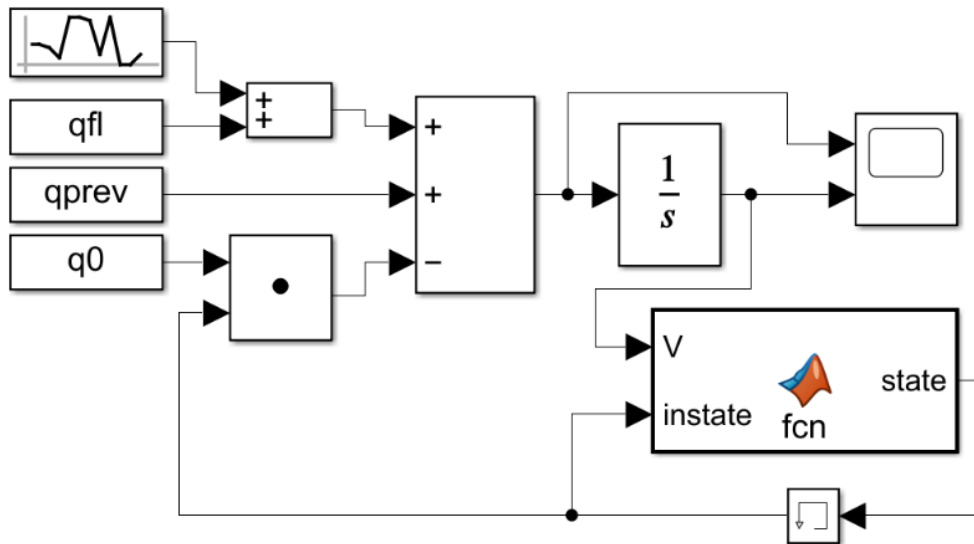 +
+
qfl
+
qprev
+
1
s
q0
−
V
state
instate
fcn